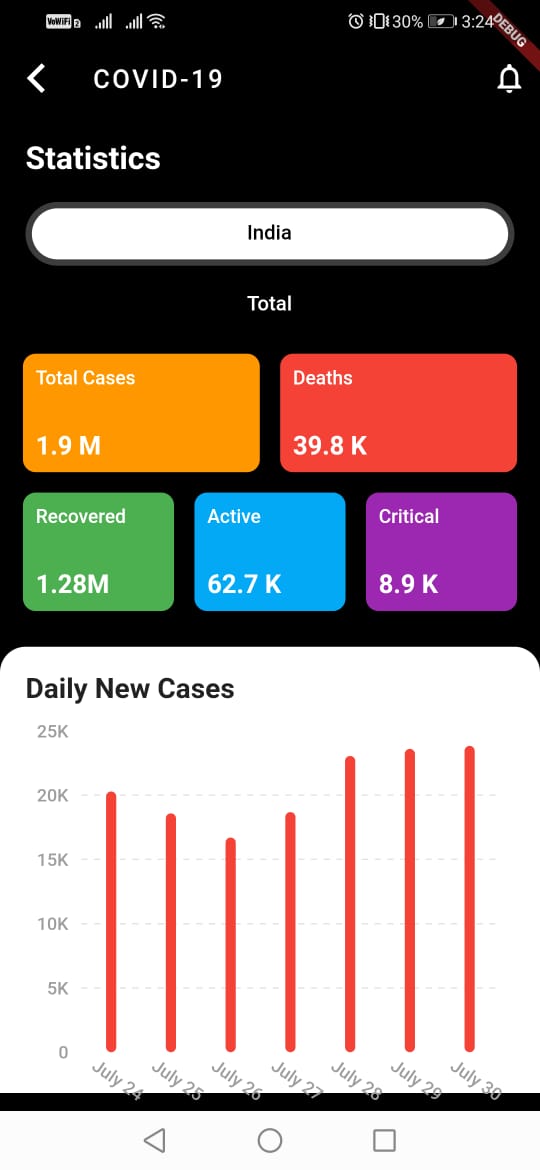 VoWiFi 2 30% 3:24
DEBUG
COVID-19
Statistics
India
Total
Total Cases Deaths
1.9 M 39.8 K
Recovered Active Critical
1.28M 62.7 K 8.9 K
Daily New Cases
25K
20K
15K
10K
5K
0
July 24 July 25 July 26 July 27 July 28 July 29 July 30